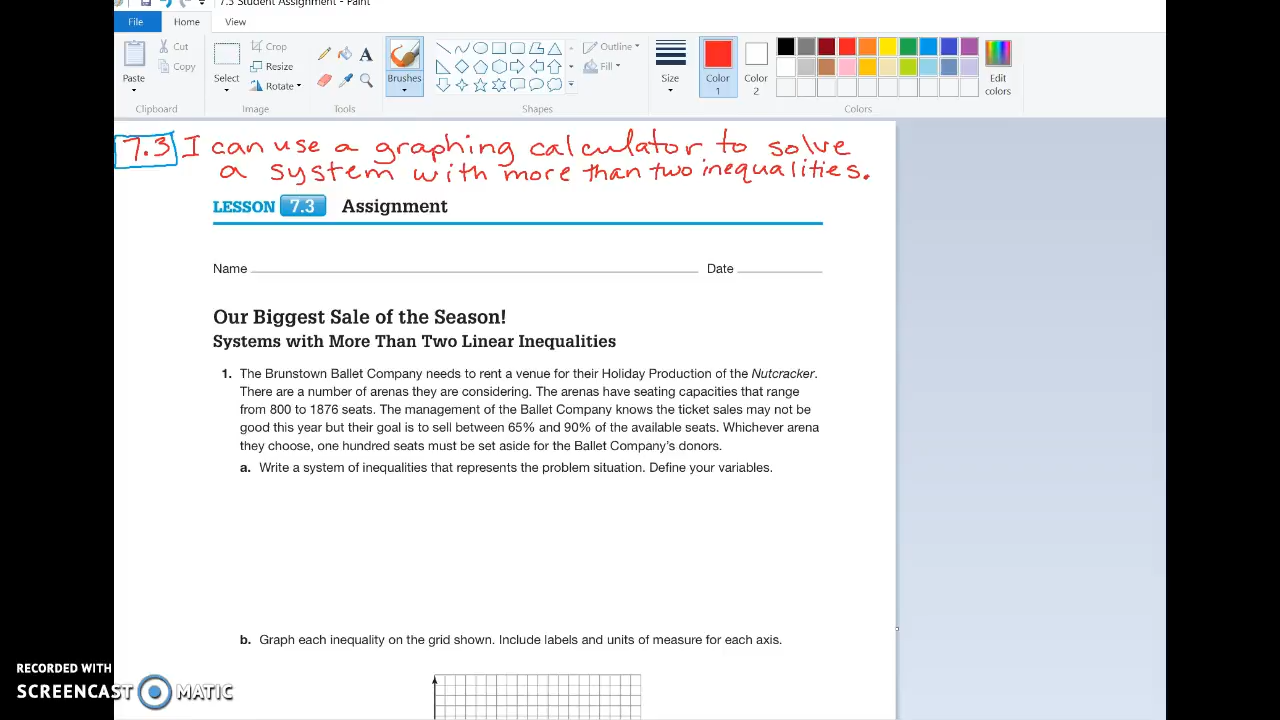 7.3 Student Assignment - Paint
File Home View
Paste Cut Copy Select Crop Resize Rotate A Brushes Outline Fill Size Color 1 Color 2 Edit colors
Clipboard Image Tools Shapes Colors
7.3 I can use a graphing calculator to solve
a system with more than two inequalities.
LESSON 7.3 Assignment
Name Date
Our Biggest Sale of the Season!
Systems with More Than Two Linear Inequalities
1. The Brunstown Ballet Company needs to rent a venue for their Holiday Production of the Nutcracker.
There are a number of arenas they are considering. The arenas have seating capacities that range
from 800 to 1876 seats. The management of the Ballet Company knows the ticket sales may not be
good this year but their goal is to sell between 65% and 90% of the available seats. Whichever arena
they choose, one hundred seats must be set aside for the Ballet Company's donors.
a. Write a system of inequalities that represents the problem situation. Define your variables.
b. Graph each inequality on the grid shown. Include labels and units of measure for each axis.
RECORDED WITH
SCREENCAST MATIC